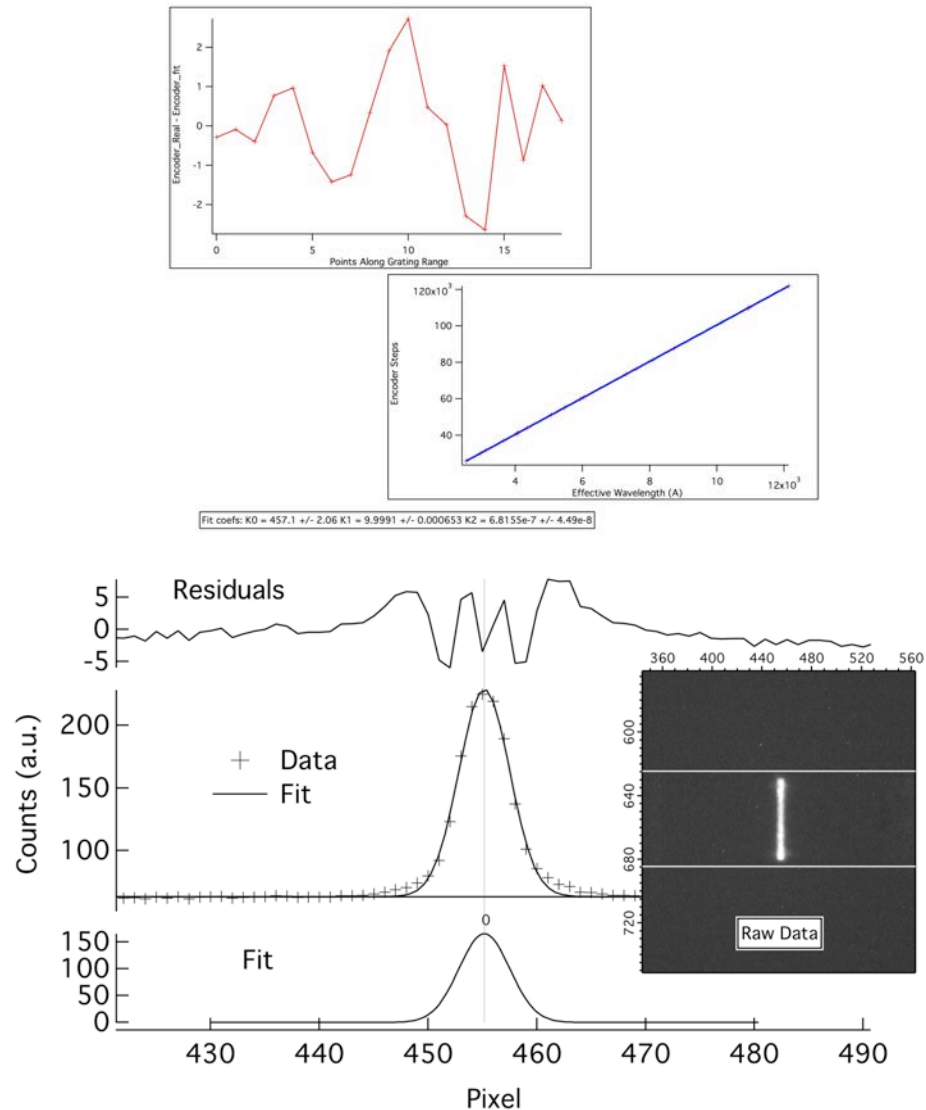 2
1
0
-1
-2
Encoder_Real - Encoder_fit
0 5 10 15
Points Along Grating Range
120x10³
100
80
60
40
Encoder Steps
4 6 8 10 12x10³
Effective Wavelength (A)
Fit coefs: K0 = 457.1 +/- 2.06 K1 = 9.9991 +/- 0.000653 K2 = 6.8155e-7 +/- 4.49e-8
Residuals
5
0
-5
360 400 440 480 520 560
600
640
680
720
Raw Data
200
150
100
Counts (a.u.)
Data
Fit
0
150
100
50
0
Fit
430 440 450 460 470 480 490
Pixel